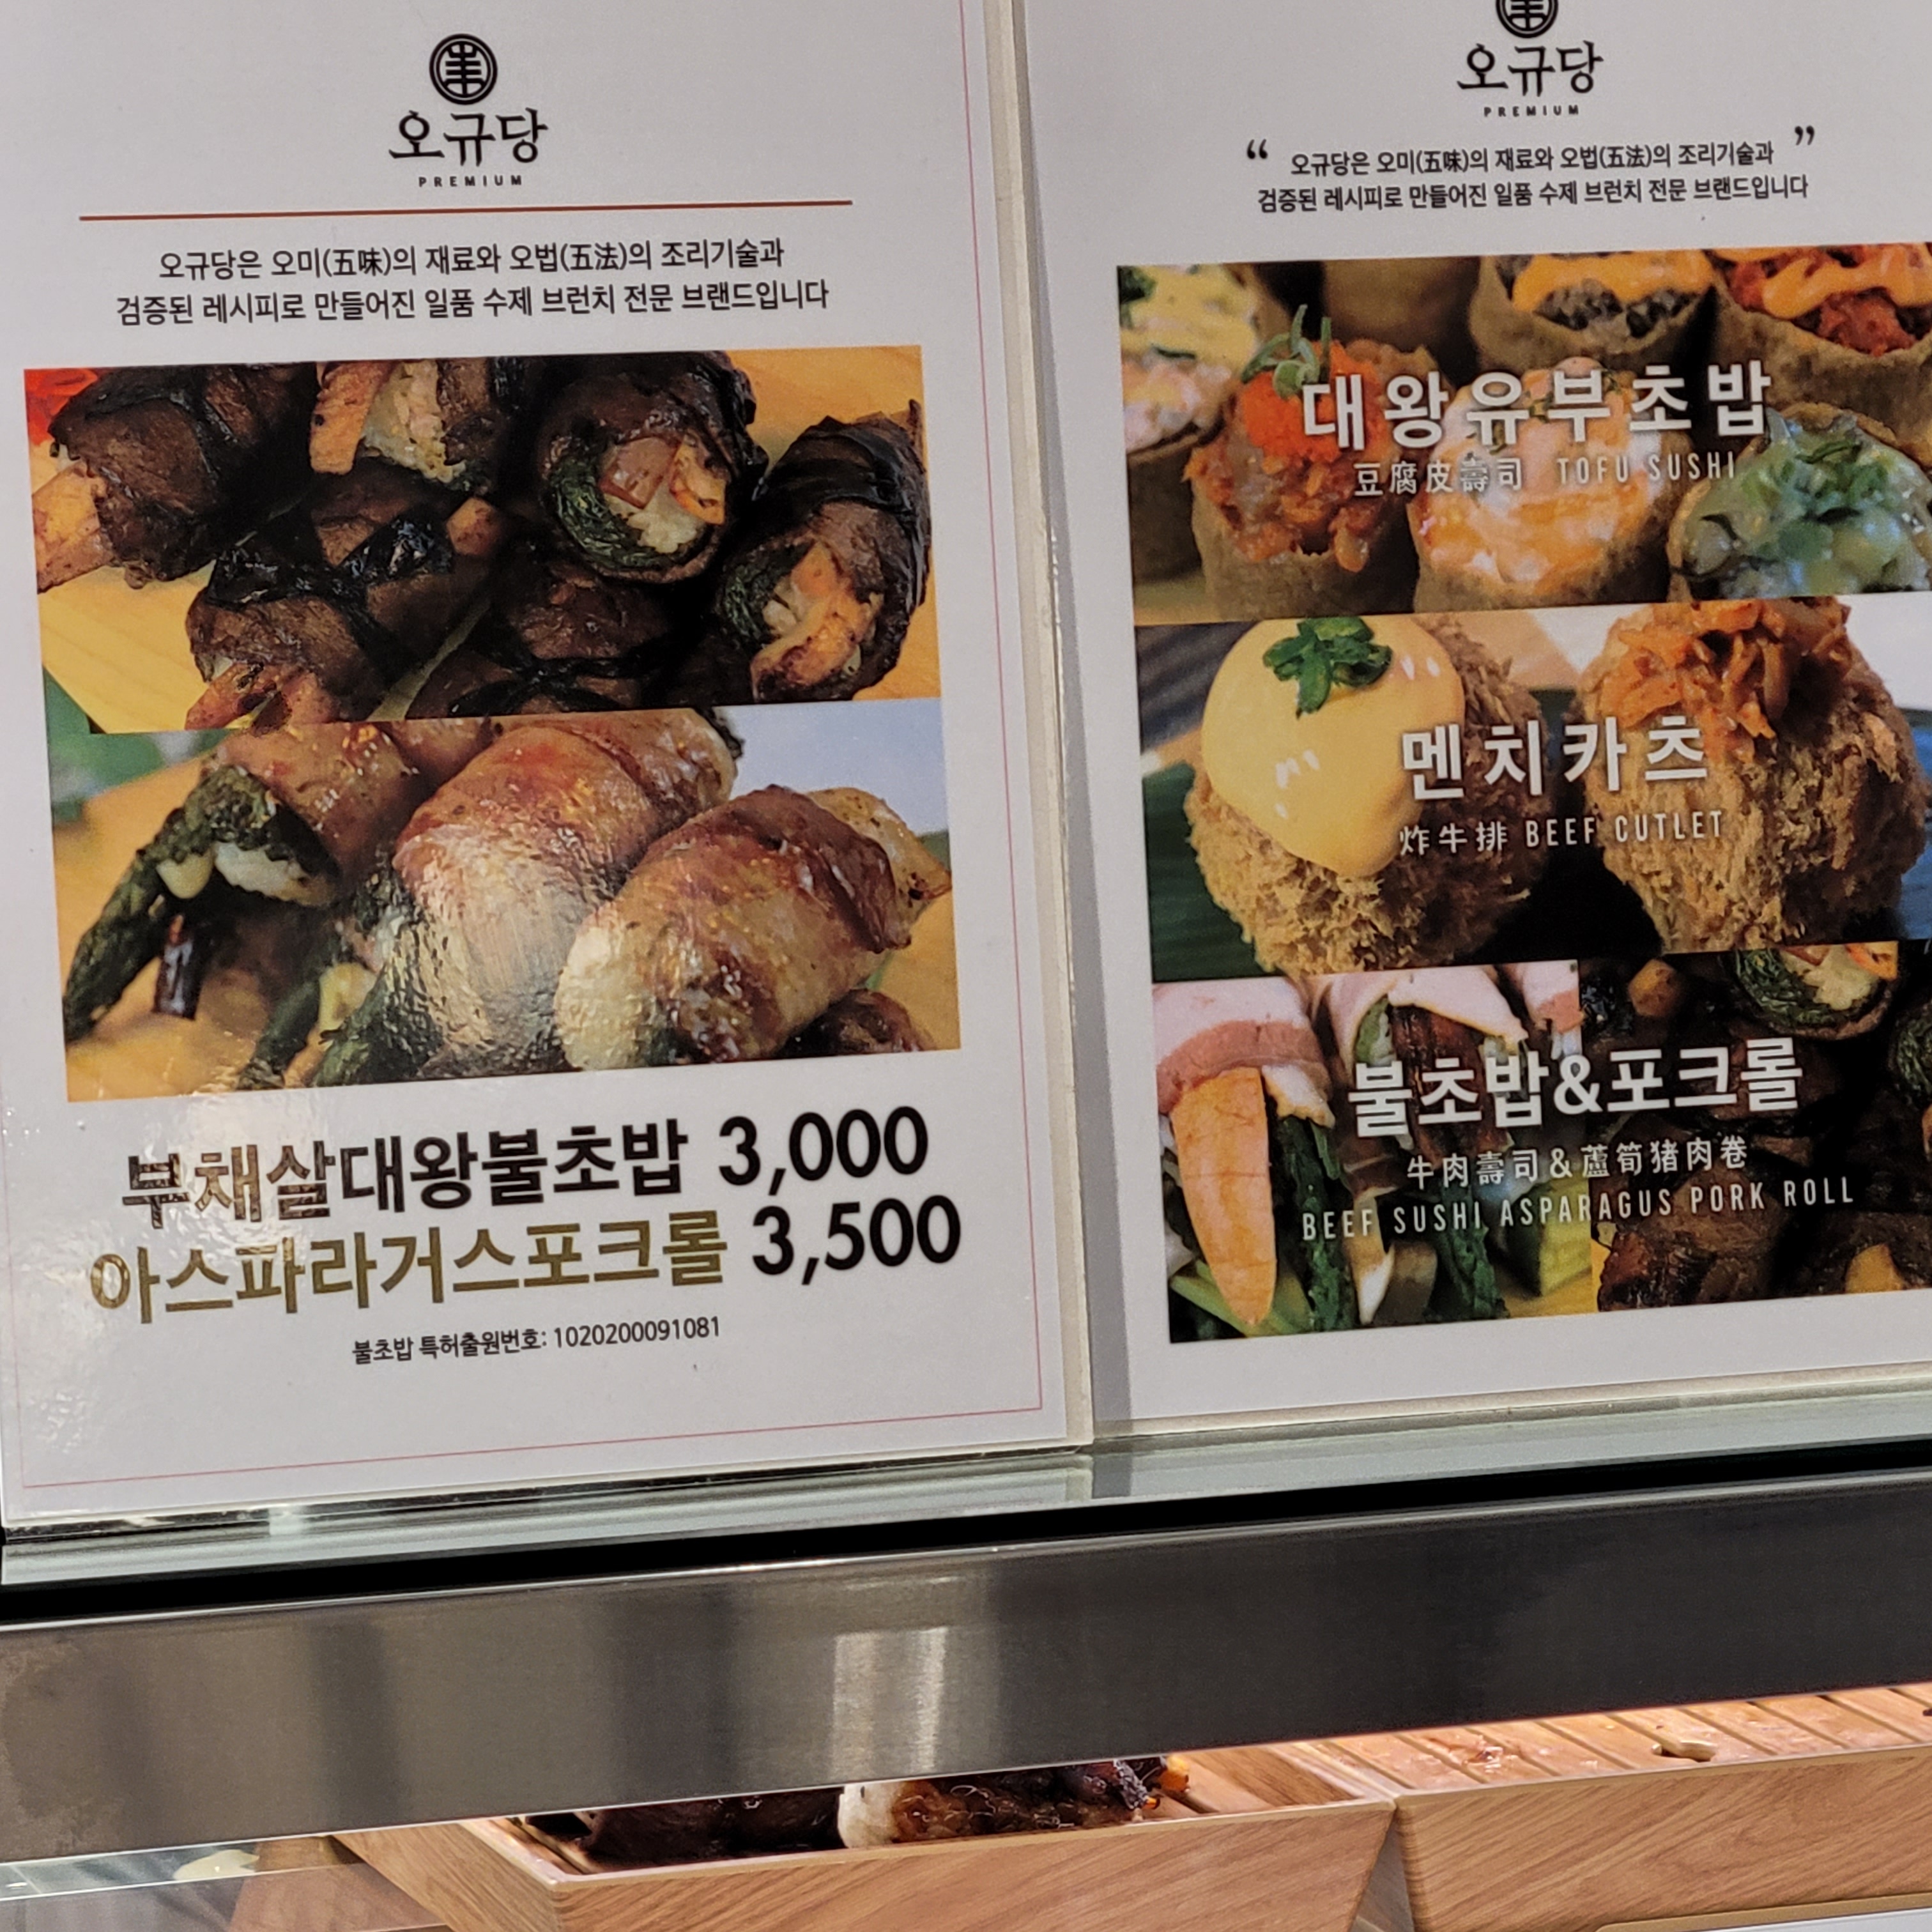 오규당
PREMIUM
오규당은 오미(五味)의 재료와 오법(五法)의 조리기술과
검증된 레시피로 만들어진 일품 수제 브런치 전문 브랜드입니다
부채살대왕불초밥 3,000
아스파라거스포크롤 3,500
불초밥 특허출원번호: 1020200091081
오규당
PREMIUM
“ 오규당은 오미(五味)의 재료와 오법(五法)의 조리기술과 ”
검증된 레시피로 만들어진 일품 수제 브런치 전문 브랜드입니다
대왕유부초밥
豆腐皮壽司 TOFU SUSHI
멘치카츠
炸牛排 BEEF CUTLET
불초밥&포크롤
牛肉壽司&蘆筍猪肉卷
BEEF SUSHI ASPARAGUS PORK ROLL